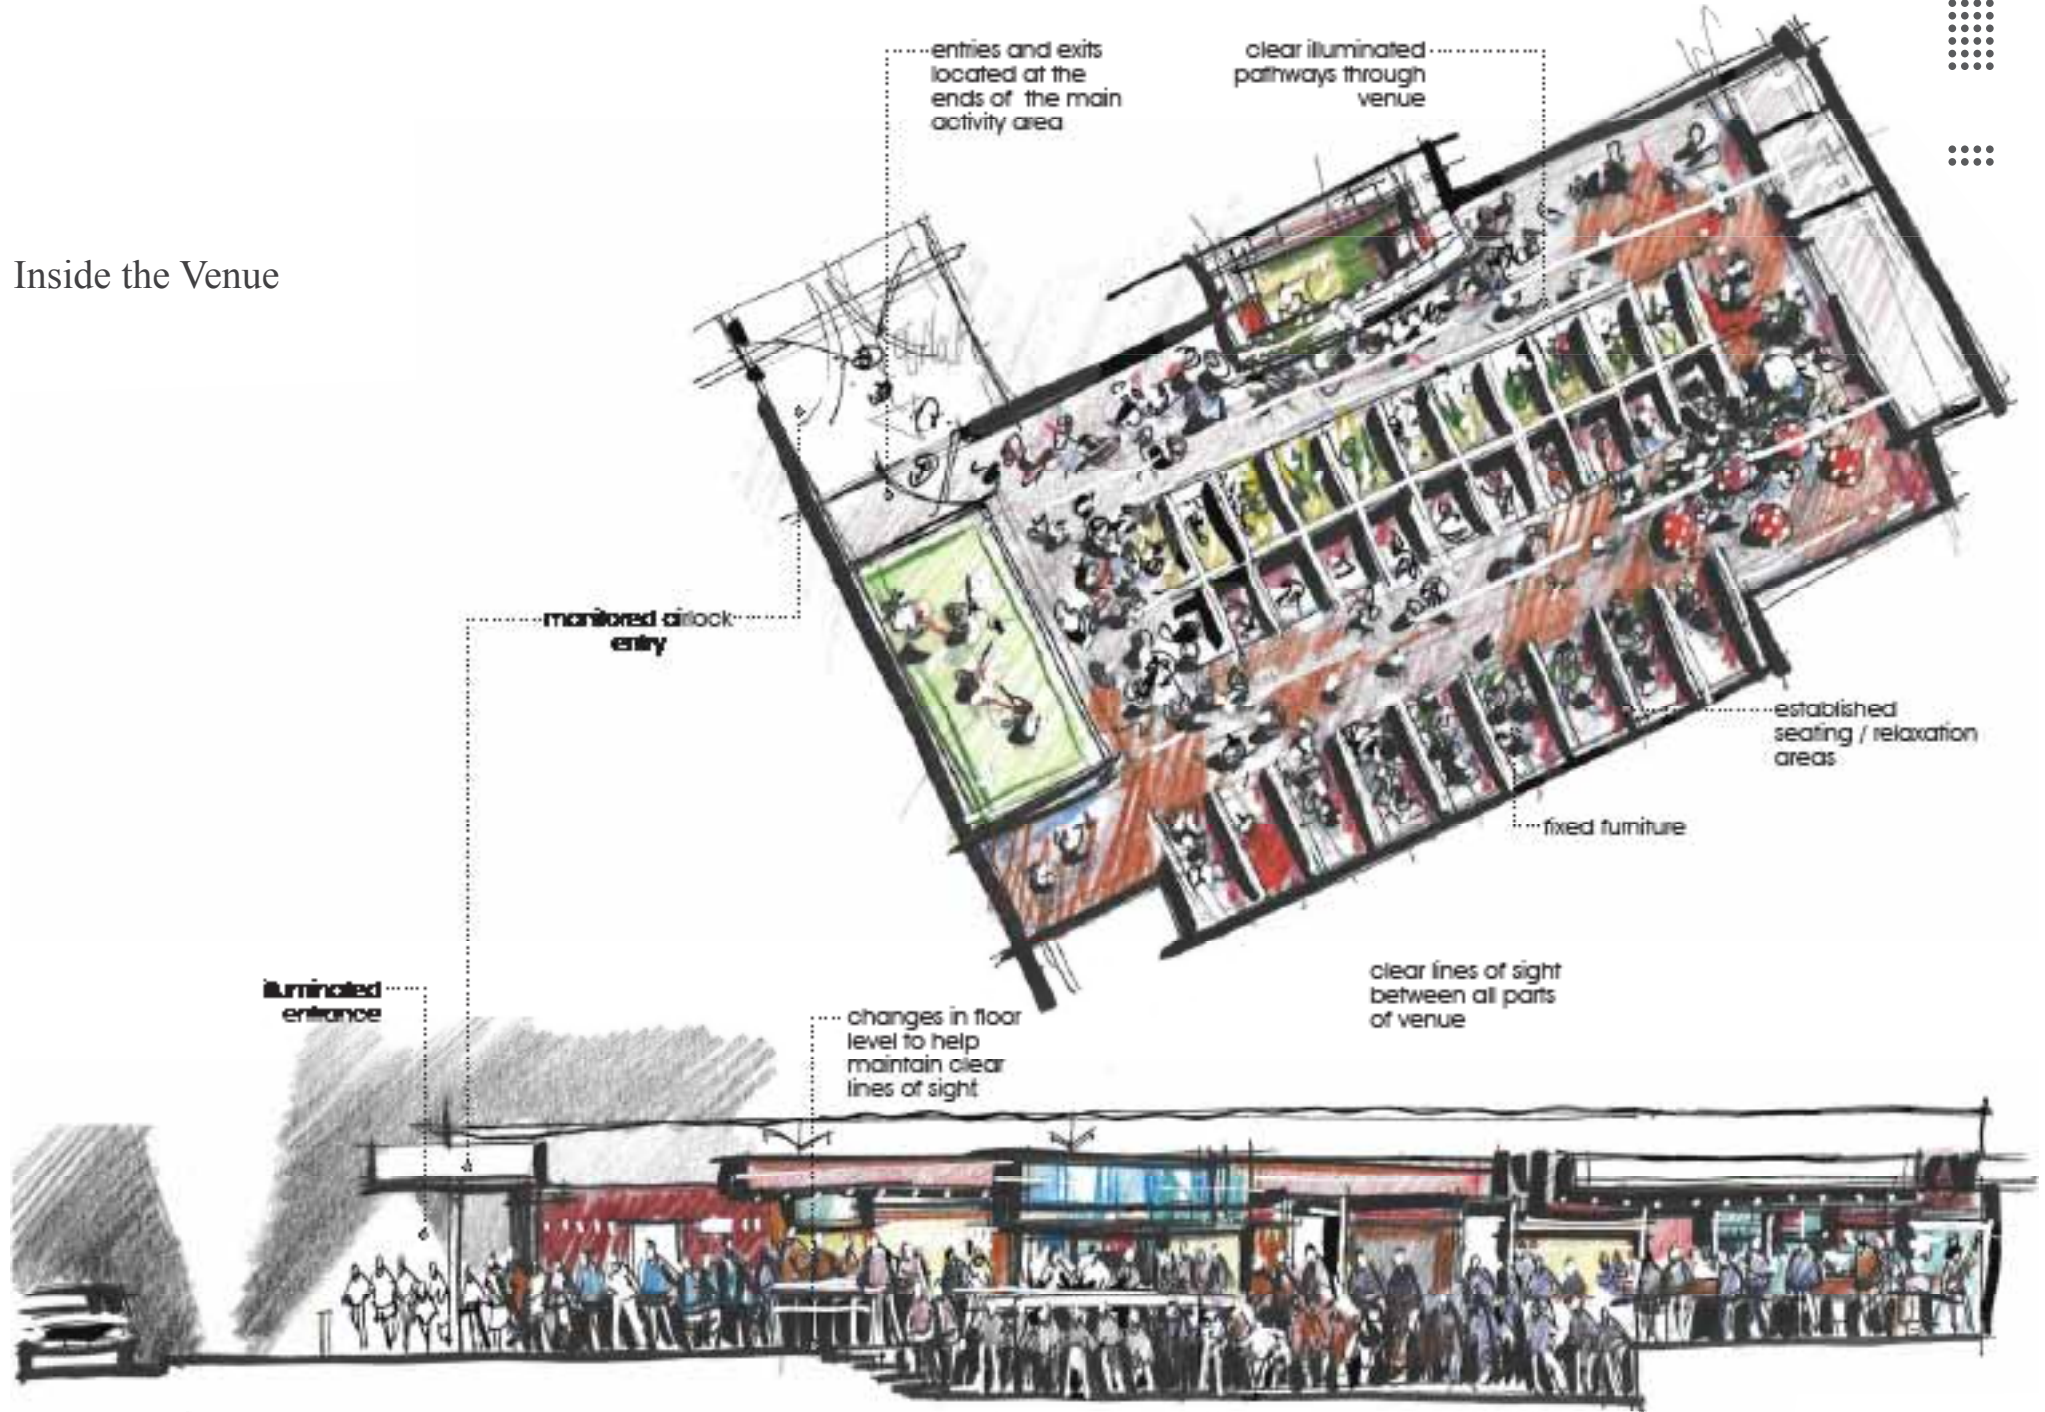 entries and exits
located at the
ends of the main
activity area
clear illuminated
pathways through
venue
Inside the Venue
monitored airlock
entry
established
seating / relaxation
areas
fixed furniture
clear lines of sight
between all parts
of venue
illuminated
entrance
changes in floor
level to help
maintain clear
lines of sight